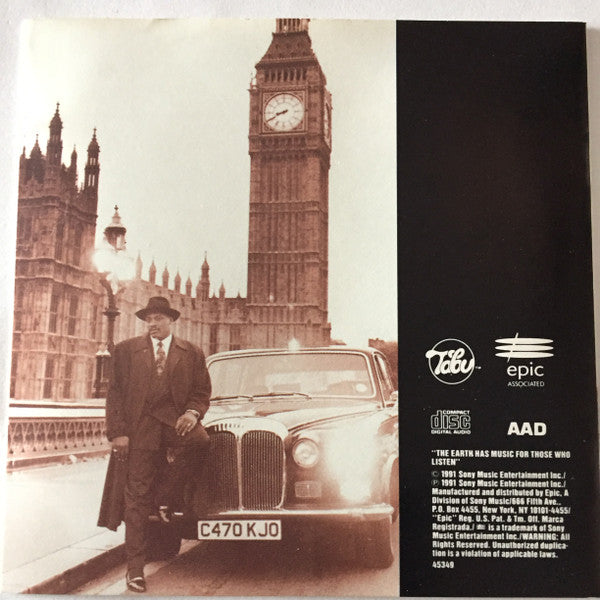 Tabu
TM
epic
ASSOCIATED
COMPACT
disc
DIGITAL AUDIO
AAD
"THE EARTH HAS MUSIC FOR THOSE WHO
LISTEN"
© 1991 Sony Music Entertainment Inc./
℗ 1991 Sony Music Entertainment Inc./
Manufactured and distributed by Epic, A
Division of Sony Music/666 Fifth Ave.,
P.O. Box 4455, New York, NY 10101-4455/
"Epic" Reg. U.S. Pat. & Tm. Off. Marca
Registrada./ is a trademark of Sony
Music Entertainment Inc./WARNING: All
Rights Reserved. Unauthorized duplica-
tion is a violation of applicable laws.
45349
C470 KJO